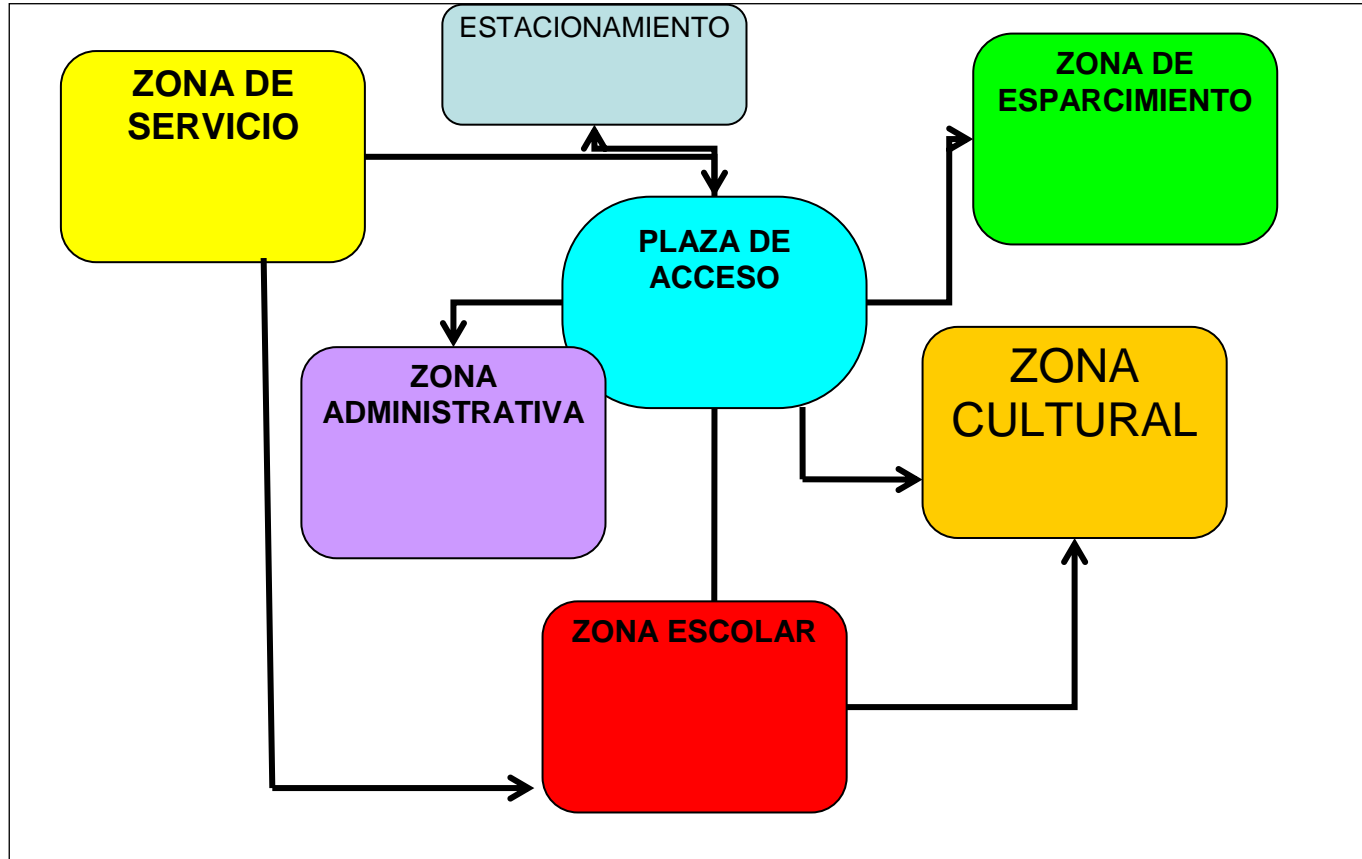 ESTACIONAMIENTO
ZONA DE
SERVICIO
ZONA DE
ESPARCIMIENTO
PLAZA DE
ACCESO
ZONA
ADMINISTRATIVA
ZONA
CULTURAL
ZONA ESCOLAR